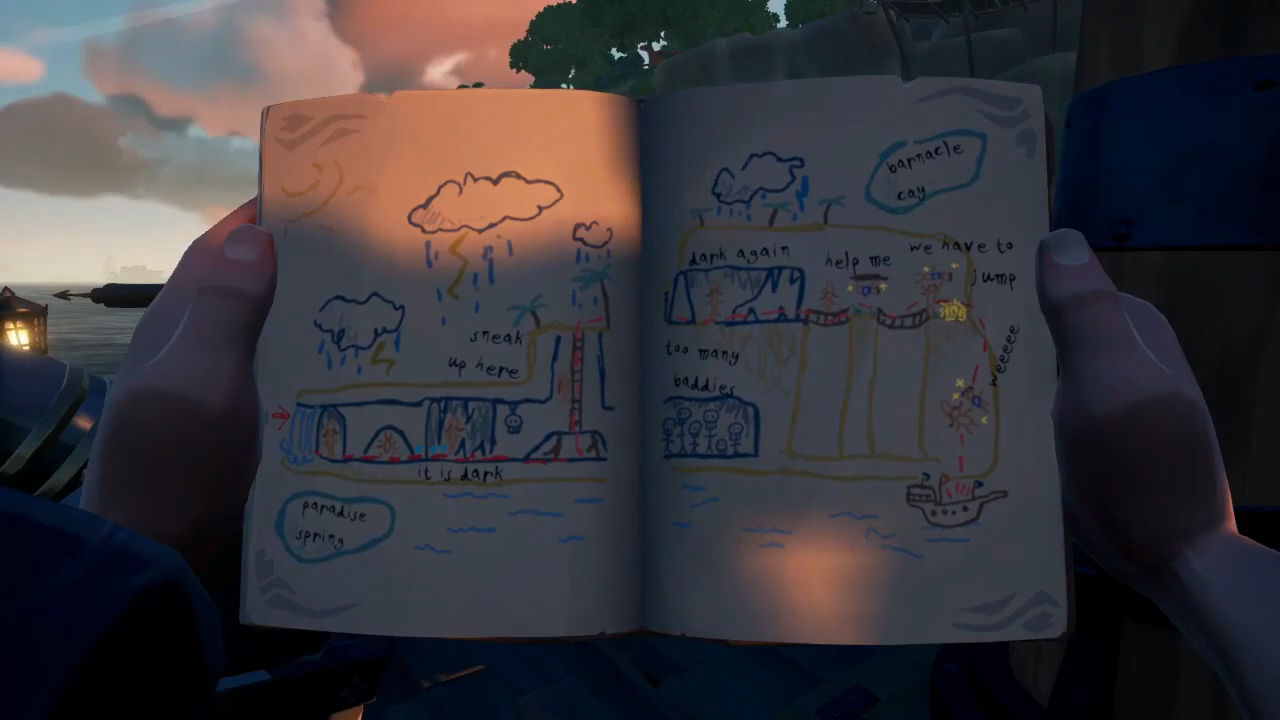 sneak
up here
it is dark
paradise
spring
barnacle
cay
dark again
help me
we have to
jump
too many
baddies
weeeee